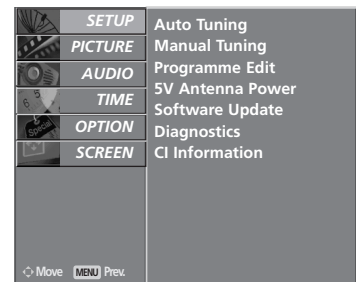 SETUP
PICTURE
AUDIO
TIME
OPTION
Special
SCREEN
Auto Tuning
Manual Tuning
Programme Edit
5V Antenna Power
Software Update
Diagnostics
CI Information
Move MENU Prev.